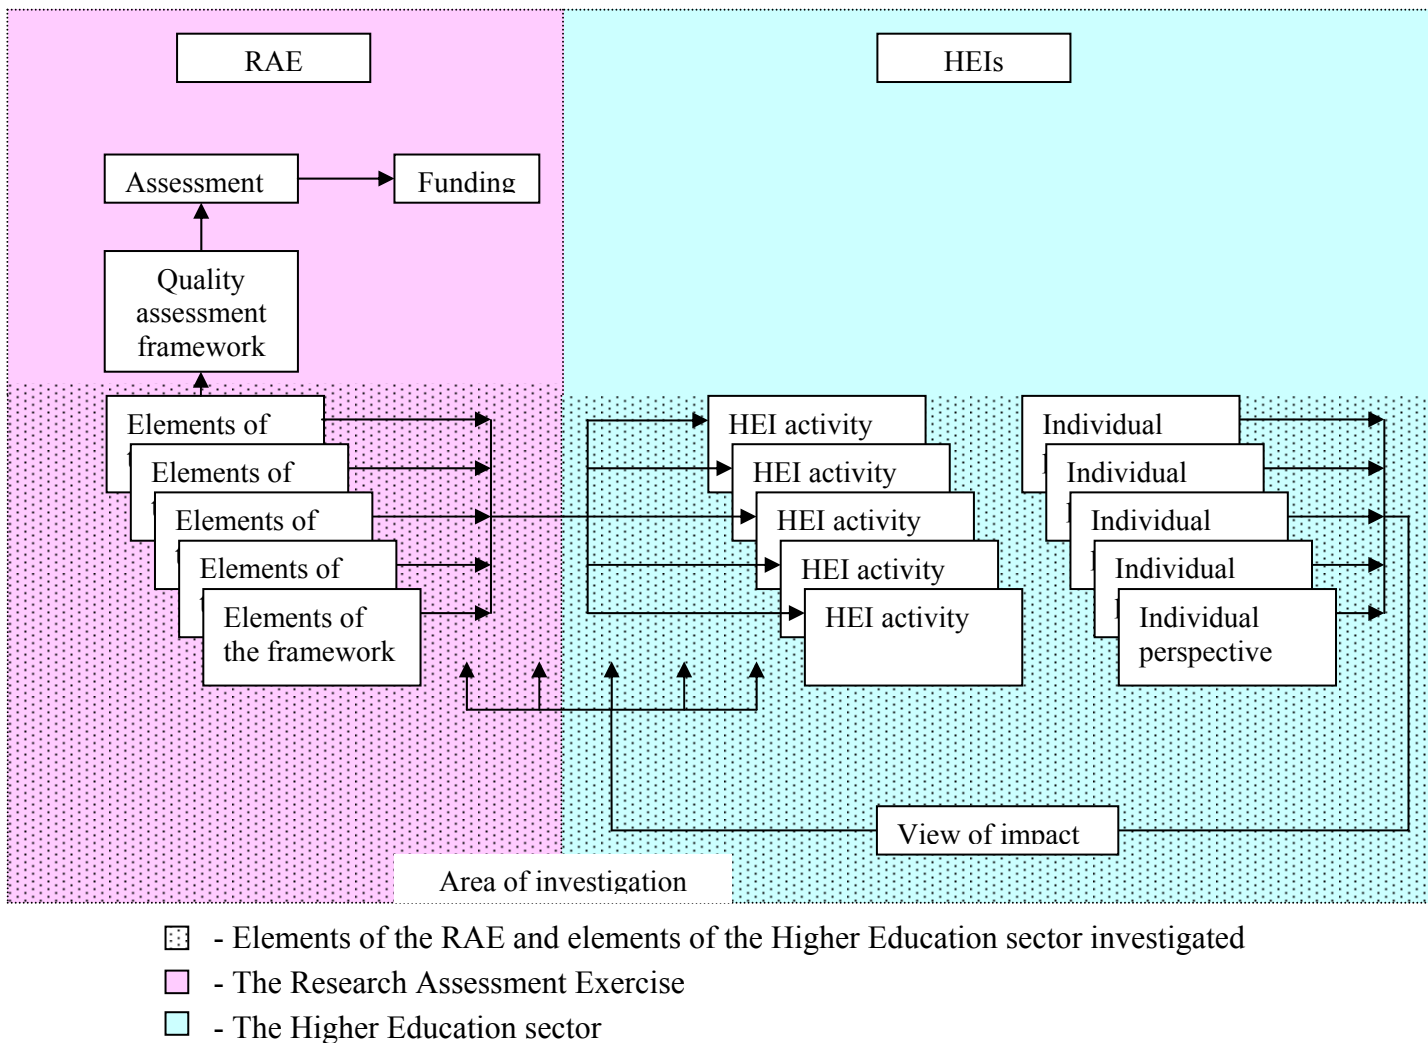 RAE
HEIs
Assessment
Funding
Quality
assessment
framework
Elements of
Elements of
Elements of
Elements of
Elements of
the framework
HEI activity
HEI activity
HEI activity
HEI activity
HEI activity
Individual
Individual
Individual
Individual
Individual
perspective
View of impact
Area of investigation
- Elements of the RAE and elements of the Higher Education sector investigated
- The Research Assessment Exercise
- The Higher Education sector